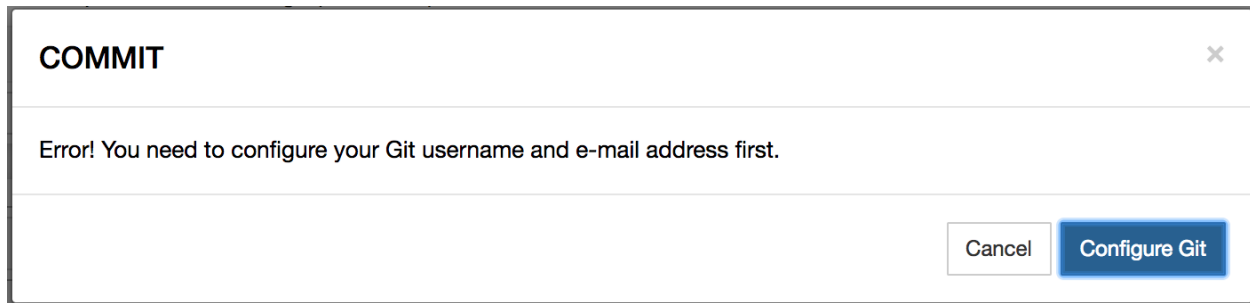 COMMIT
×
Error! You need to configure your Git username and e-mail address first.
Cancel
Configure Git